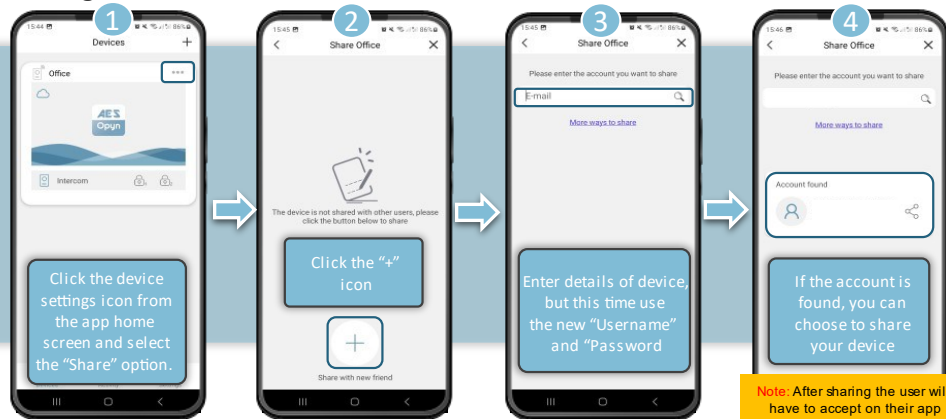 1
15:44
86%
Devices
+
Office
AES
Opyn
Intercom
Click the device
settings icon from
the app home
screen and select
the “Share” option.
2
15:45
86%
Share Office
The device is not shared with other users, please
click the button below to share
Click the “+”
icon
Share with new friend
3
15:45
86%
Share Office
Please enter the account you want to share
E-mail
More ways to share
Enter details of device,
but this time use
the new “Username”
and “Password
4
15:46
86%
Share Office
Please enter the account you want to share
More ways to share
Account found
If the account is
found, you can
choose to share
your device
Note: After sharing the user wil
have to accept on their app